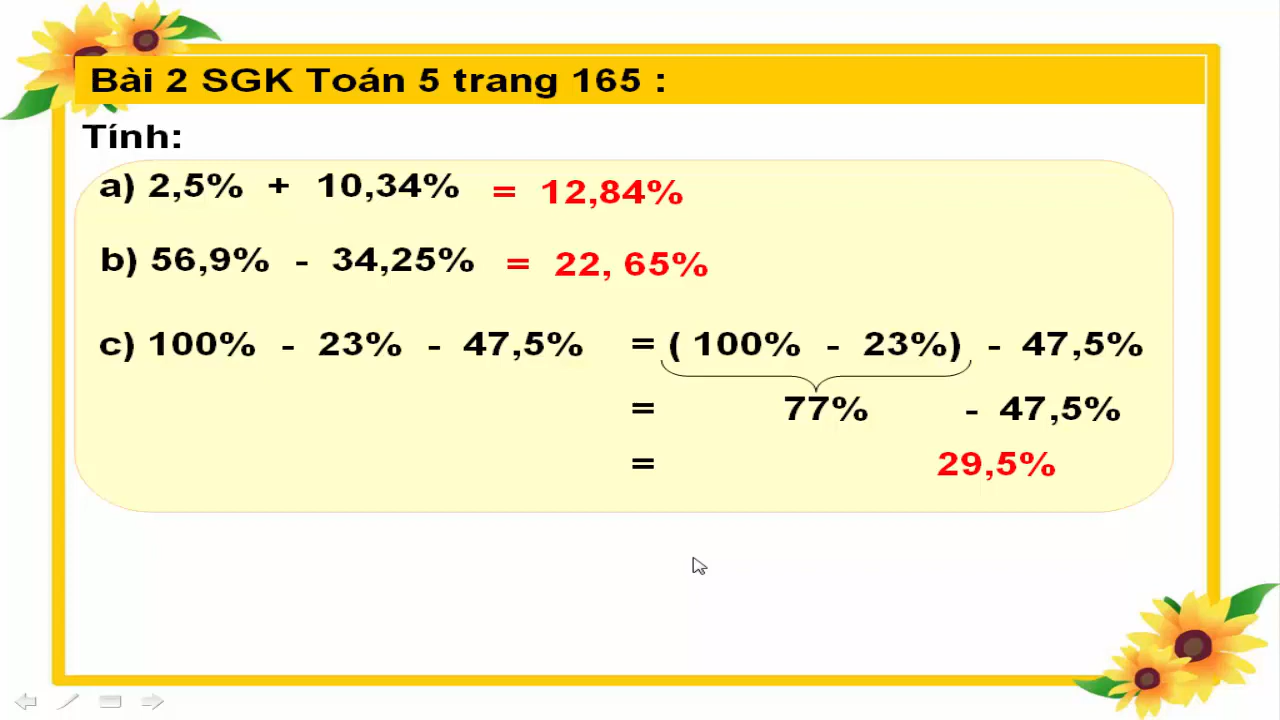 Bài 2 SGK Toán 5 trang 165 :
Tính:
a) 2,5% + 10,34% = 12,84%
b) 56,9% - 34,25% = 22, 65%
c) 100% - 23% - 47,5% = ( 100% - 23%) - 47,5%
= 77% - 47,5%
= 29,5%